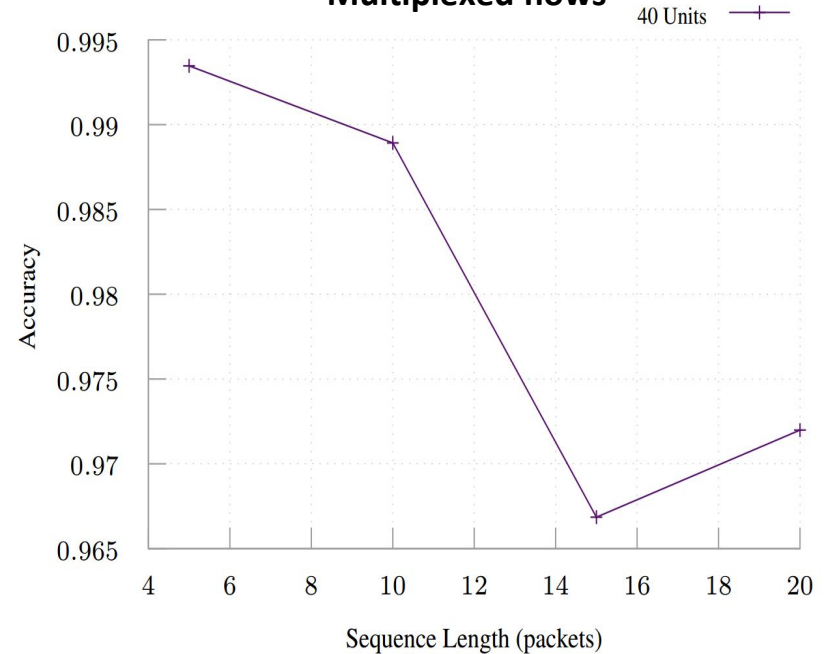 Multiplexed flows
40 Units
0.995
0.99
0.985
0.98
0.975
0.97
0.965
Accuracy
4 6 8 10 12 14 16 18 20
Sequence Length (packets)